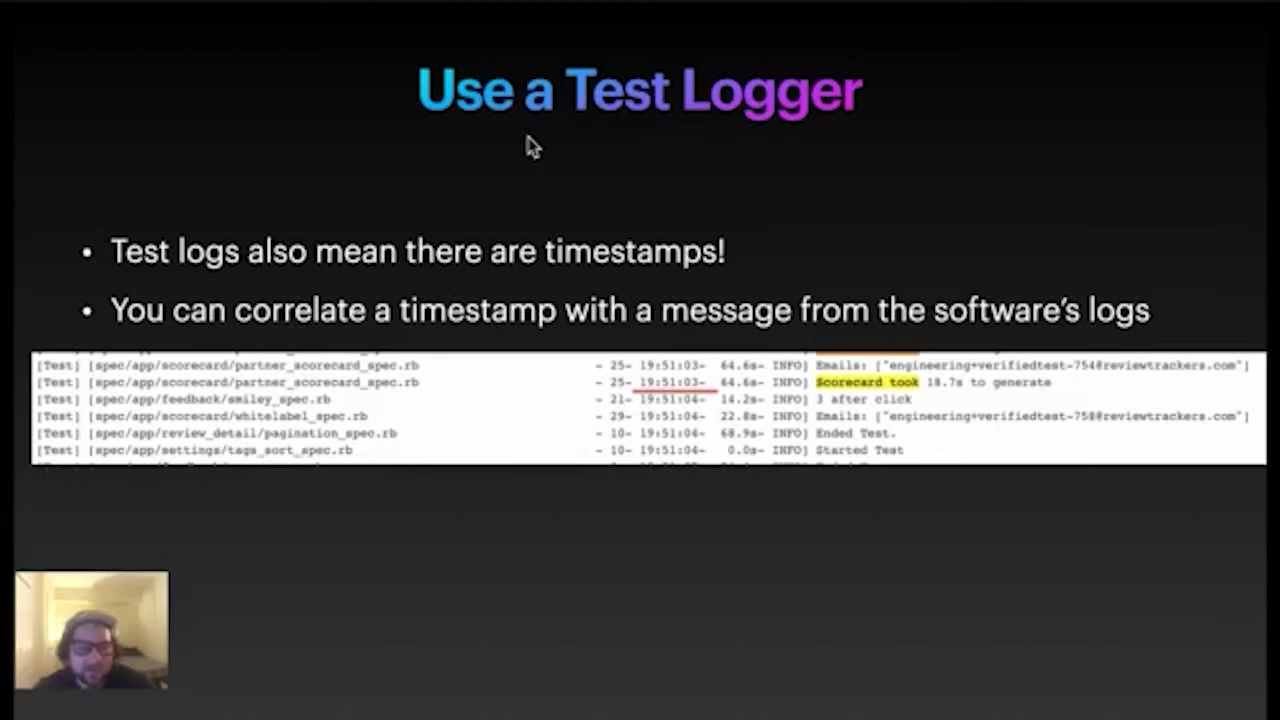 Use a Test Logger
• Test logs also mean there are timestamps!
• You can correlate a timestamp with a message from the software's logs
[Test] [spec/app/scorecard/partner_scorecard_spec.rb - 25- 19:51:03- 64.6s- INFO] Emails: ["engineering+verifiedtest-754@reviewtrackers.com"]
[Test] [spec/app/scorecard/partner_scorecard_spec.rb - 25- 19:51:03- 64.6s- INFO] Scorecard took 18.7s to generate
[Test] [spec/app/feedback/smiley_spec.rb - 21- 19:51:04- 14.2s- INFO] 3 after click
[Test] [spec/app/scorecard/whitelabel_spec.rb - 29- 19:51:04- 22.8s- INFO] Emails: ["engineering+verifiedtest-758@reviewtrackers.com"]
[Test] [spec/app/review_detail/pagination_spec.rb - 10- 19:51:04- 68.9s- INFO] Ended Test.
[Test] [spec/app/settings/tags_sort_spec.rb - 10- 19:51:04- 0.0s- INFO] Started Test